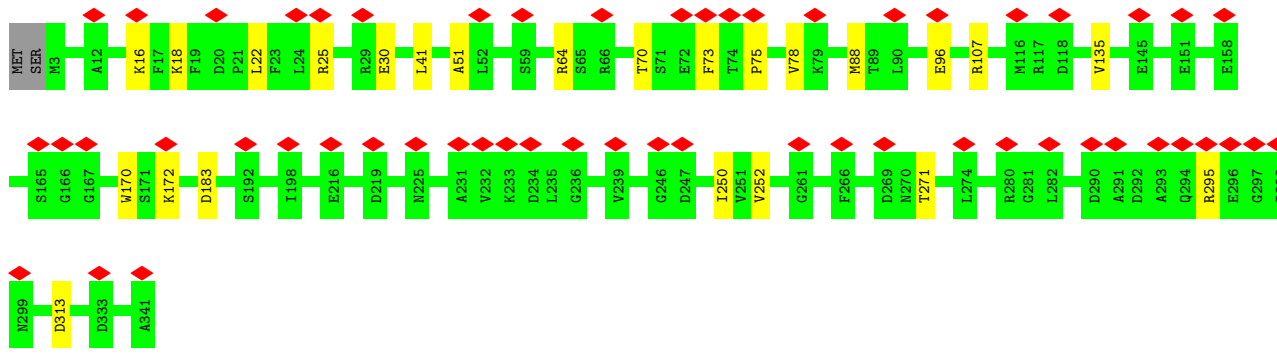 MET SER M3 A12 K16 F17 K18 F19 D20 P21 L22 F23 L24 R25 R29 E30 L41 A51 L52 S59 R64 S65 R66 T70 S71 E72 F73 T74 P75 V78 K79 M88 T89 L90 E96 R107 M116 R117 D118 V135 E145 E151 E158
S165 G166 G167 W170 S171 K172 D183 S192 I198 E216 D219 N225 A231 V232 K233 D234 L235 G236 V239 G246 D247 I250 V251 V252 G261 F266 D269 N270 T271 L274 R280 G281 L282 D290 A291 D292 A293 Q294 R295 E296 G297
N299 D313 D333 A341